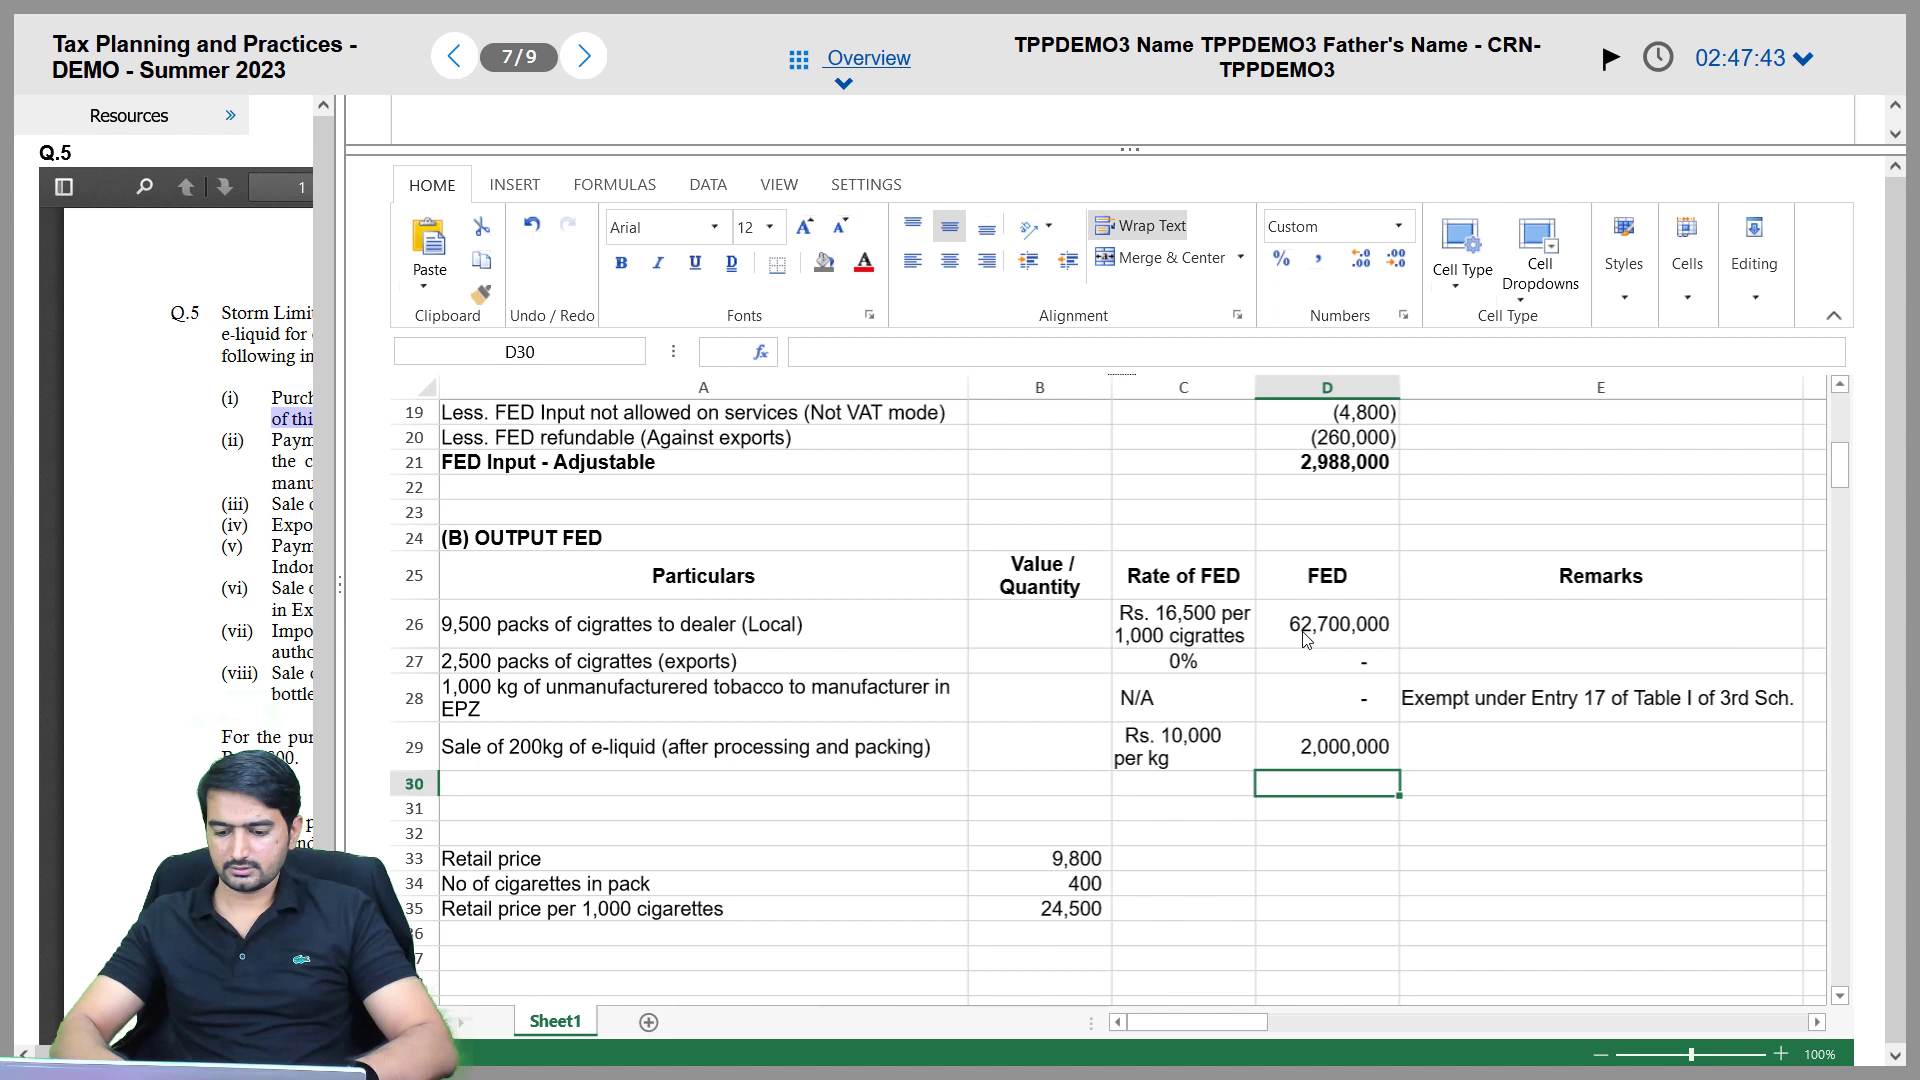 Tax Planning and Practices -
DEMO - Summer 2023
7/9
Overview
TPPDEMO3 Name TPPDEMO3 Father's Name - CRN-
TPPDEMO3
02:47:43
Resources »
Q.5
1
Q.5 Storm Limi
e-liquid for
following in
(i) Purch
of thi
(ii) Paym
the c
manu
(iii) Sale
(iv) Expo
(v) Paym
Indor
(vi) Sale
in Ex
(vii) Impo
autho
(viii) Sale
bottle
For the pur
HOME INSERT FORMULAS DATA VIEW SETTINGS
Paste
Clipboard
Undo / Redo
Arial 12
B I U D A
Fonts
Wrap Text
Merge & Center
Alignment
Custom
%
Numbers
Cell Type
Cell Dropdowns
Cell Type
Styles
Cells
Editing
D30 fx
A B C D E
19 Less. FED Input not allowed on services (Not VAT mode) (4,800)
20 Less. FED refundable (Against exports) (260,000)
21 FED Input - Adjustable 2,988,000
22
23
24 (B) OUTPUT FED
25 Particulars Value / Quantity Rate of FED FED Remarks
26 9,500 packs of cigrattes to dealer (Local) Rs. 16,500 per 1,000 cigrattes 62,700,000
27 2,500 packs of cigrattes (exports) 0% -
28 1,000 kg of unmanufacturered tobacco to manufacturer in EPZ N/A - Exempt under Entry 17 of Table I of 3rd Sch.
29 Sale of 200kg of e-liquid (after processing and packing) Rs. 10,000 per kg 2,000,000
30
31
32
33 Retail price 9,800
34 No of cigarettes in pack 400
35 Retail price per 1,000 cigarettes 24,500
Sheet1
100%